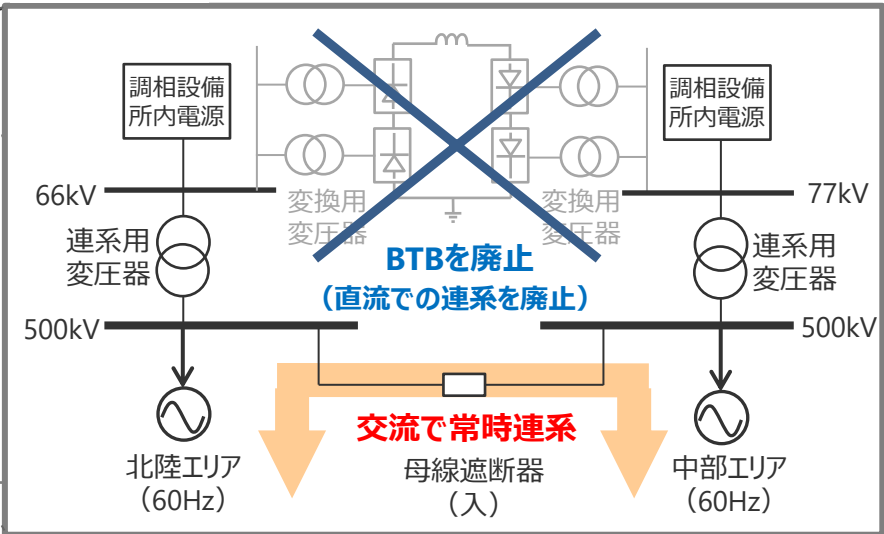 調相設備
所内電源
調相設備
所内電源
66kV
変換用
変圧器
変換用
変圧器
77kV
連系用
変圧器
BTBを廃止
（直流での連系を廃止）
連系用
変圧器
500kV
500kV
交流で常時連系
北陸エリア
（60Hz）
母線遮断器
（入）
中部エリア
（60Hz）